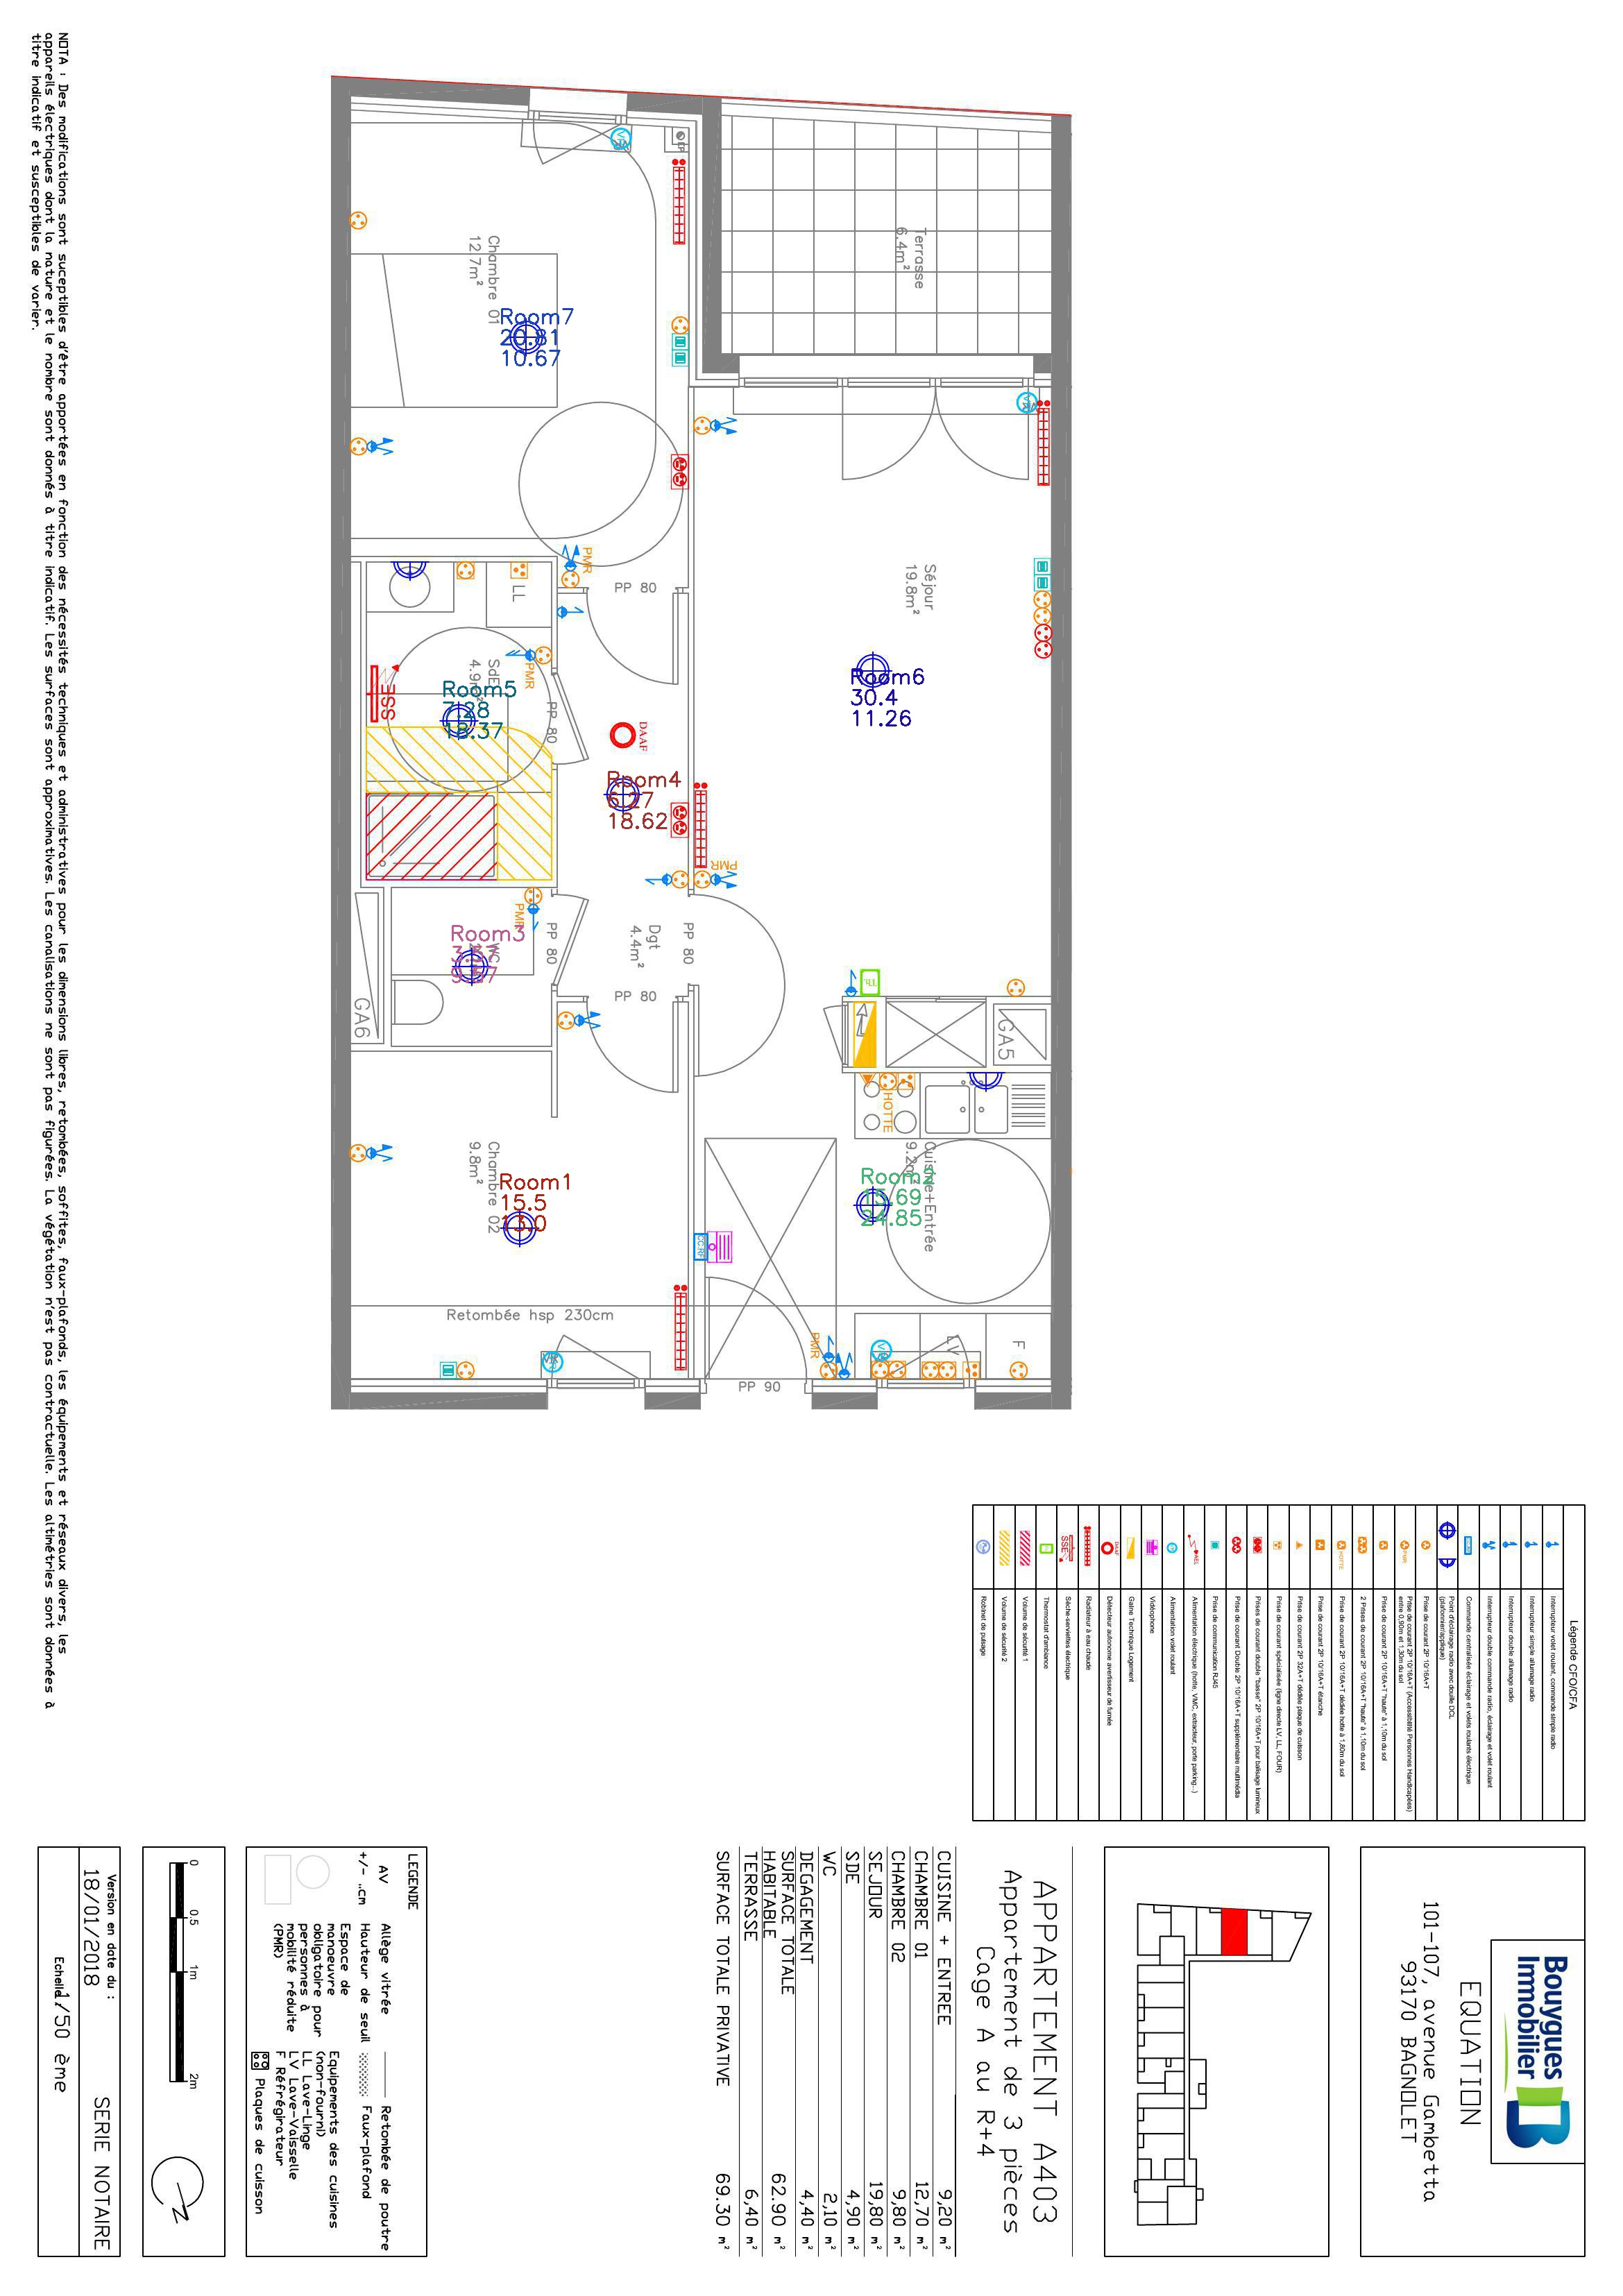 NOTA : Des modifications sont suceptibles d'être apportées en fonction des nécessités techniques et administratives pour les dimensions libres, retombées, soffites, faux-plafonds, les équipements et réseaux divers, les
appareils électriques dont la nature et le nombre sont donnés à titre indicatif. Les surfaces sont approximatives. Les canalisations ne sont pas figurées. La végétation n'est pas contractuelle. Les altimétries sont données à
titre indicatif et susceptibles de varier.
EP
Terrasse
6.4m²
Chambre 01
12.7m²
Room7
20.81
10.67
Séjour
19.8m²
Room6
30.4
11.26
PMR
PP 80
LL
PMR
SdE
4.9m²
Room5
7.28
18.37
SSE
PP 80
DAAF
Room4
6.27
18.62
PMR
PMR
Room3
WC
PP 80
Dgt
4.4m²
PP 80
PP 80
GA6
GA5
HOTTE
Chambre 02
9.8m²
Room1
15.5
13.0
Cuisine+Entrée
15.69
24.85
Retombée hsp 230cm
PMR
LV
F
PP 90
Légende CFO/CFA
Interrupteur volet roulant, commande simple radio
Interrupteur simple allumage radio
Interrupteur double allumage radio
Interrupteur double commande radio, éclairage et volet roulant
Commande centralisée éclairage et volets roulants électrique
Point d'éclairage radio avec douille DCL
(plafonnier/applique)
Prise de courant 2P 10/16A+T
Prise de courant 2P 10/16A+T (Accessibilité Personnes Handicapées)
entre 0,90m et 1,30m du sol
Prise de courant 2P 10/16A+T "haute" à 1,10m du sol
2 Prises de courant 2P 10/16A+T "haute" à 1,10m du sol
Prise de courant 2P 10/16A+T dédiée hotte à 1,80m du sol
Prise de courant 2P 10/16A+T étanche
Prise de courant 2P 32A+T dédiée plaque de cuisson
Prise de courant spécialisée (ligne directe LV, LL, FOUR)
Prises de courant double "basse" 2P 10/16A+T pour balisage lumineux
Prise de courant Double 2P 10/16A+T supplémentaire multimédia
Prise de communication RJ45
Alimentation électrique (hotte, VMC, extracteur, porte parking...)
Alimentation volet roulant
Vidéophone
Gaine Technique Logement
Détecteur autonome avertisseur de fumée
Radiateur à eau chaude
Sèche-serviettes électrique
Thermostat d'ambiance
Volume de sécurité 1
Volume de sécurité 2
Robinet de puisage
Bouygues
Immobilier
EQUATION
101-107, avenue Gambetta
93170 BAGNOLET
APPARTEMENT A403
Appartement de 3 pièces
Cage A au R+4
CUISINE + ENTREE 9,20 m²
CHAMBRE 01 12,70 m²
CHAMBRE 02 9,80 m²
SEJOUR 19,80 m²
SDE 4,90 m²
WC 2,10 m²
DEGAGEMENT 4,40 m²
SURFACE TOTALE
HABITABLE 62.90 m²
TERRASSE 6,40 m²
SURFACE TOTALE PRIVATIVE 69.30 m²
LEGENDE
AV Allège vitrée
+/- ..cm Hauteur de seuil
Espace de
manoeuvre
obligatoire pour
personnes à
mobilité réduite
(PMR)
Retombée de poutre
Faux-plafond
Equipements des cuisines
(non-fourni)
LL Lave-Linge
LV Lave-Vaisselle
F Réfrigérateur
Plaques de cuisson
0 0.5 1m 2m
N
Version en date du :
18/01/2018
SERIE NOTAIRE
Echelle 1/50 ème